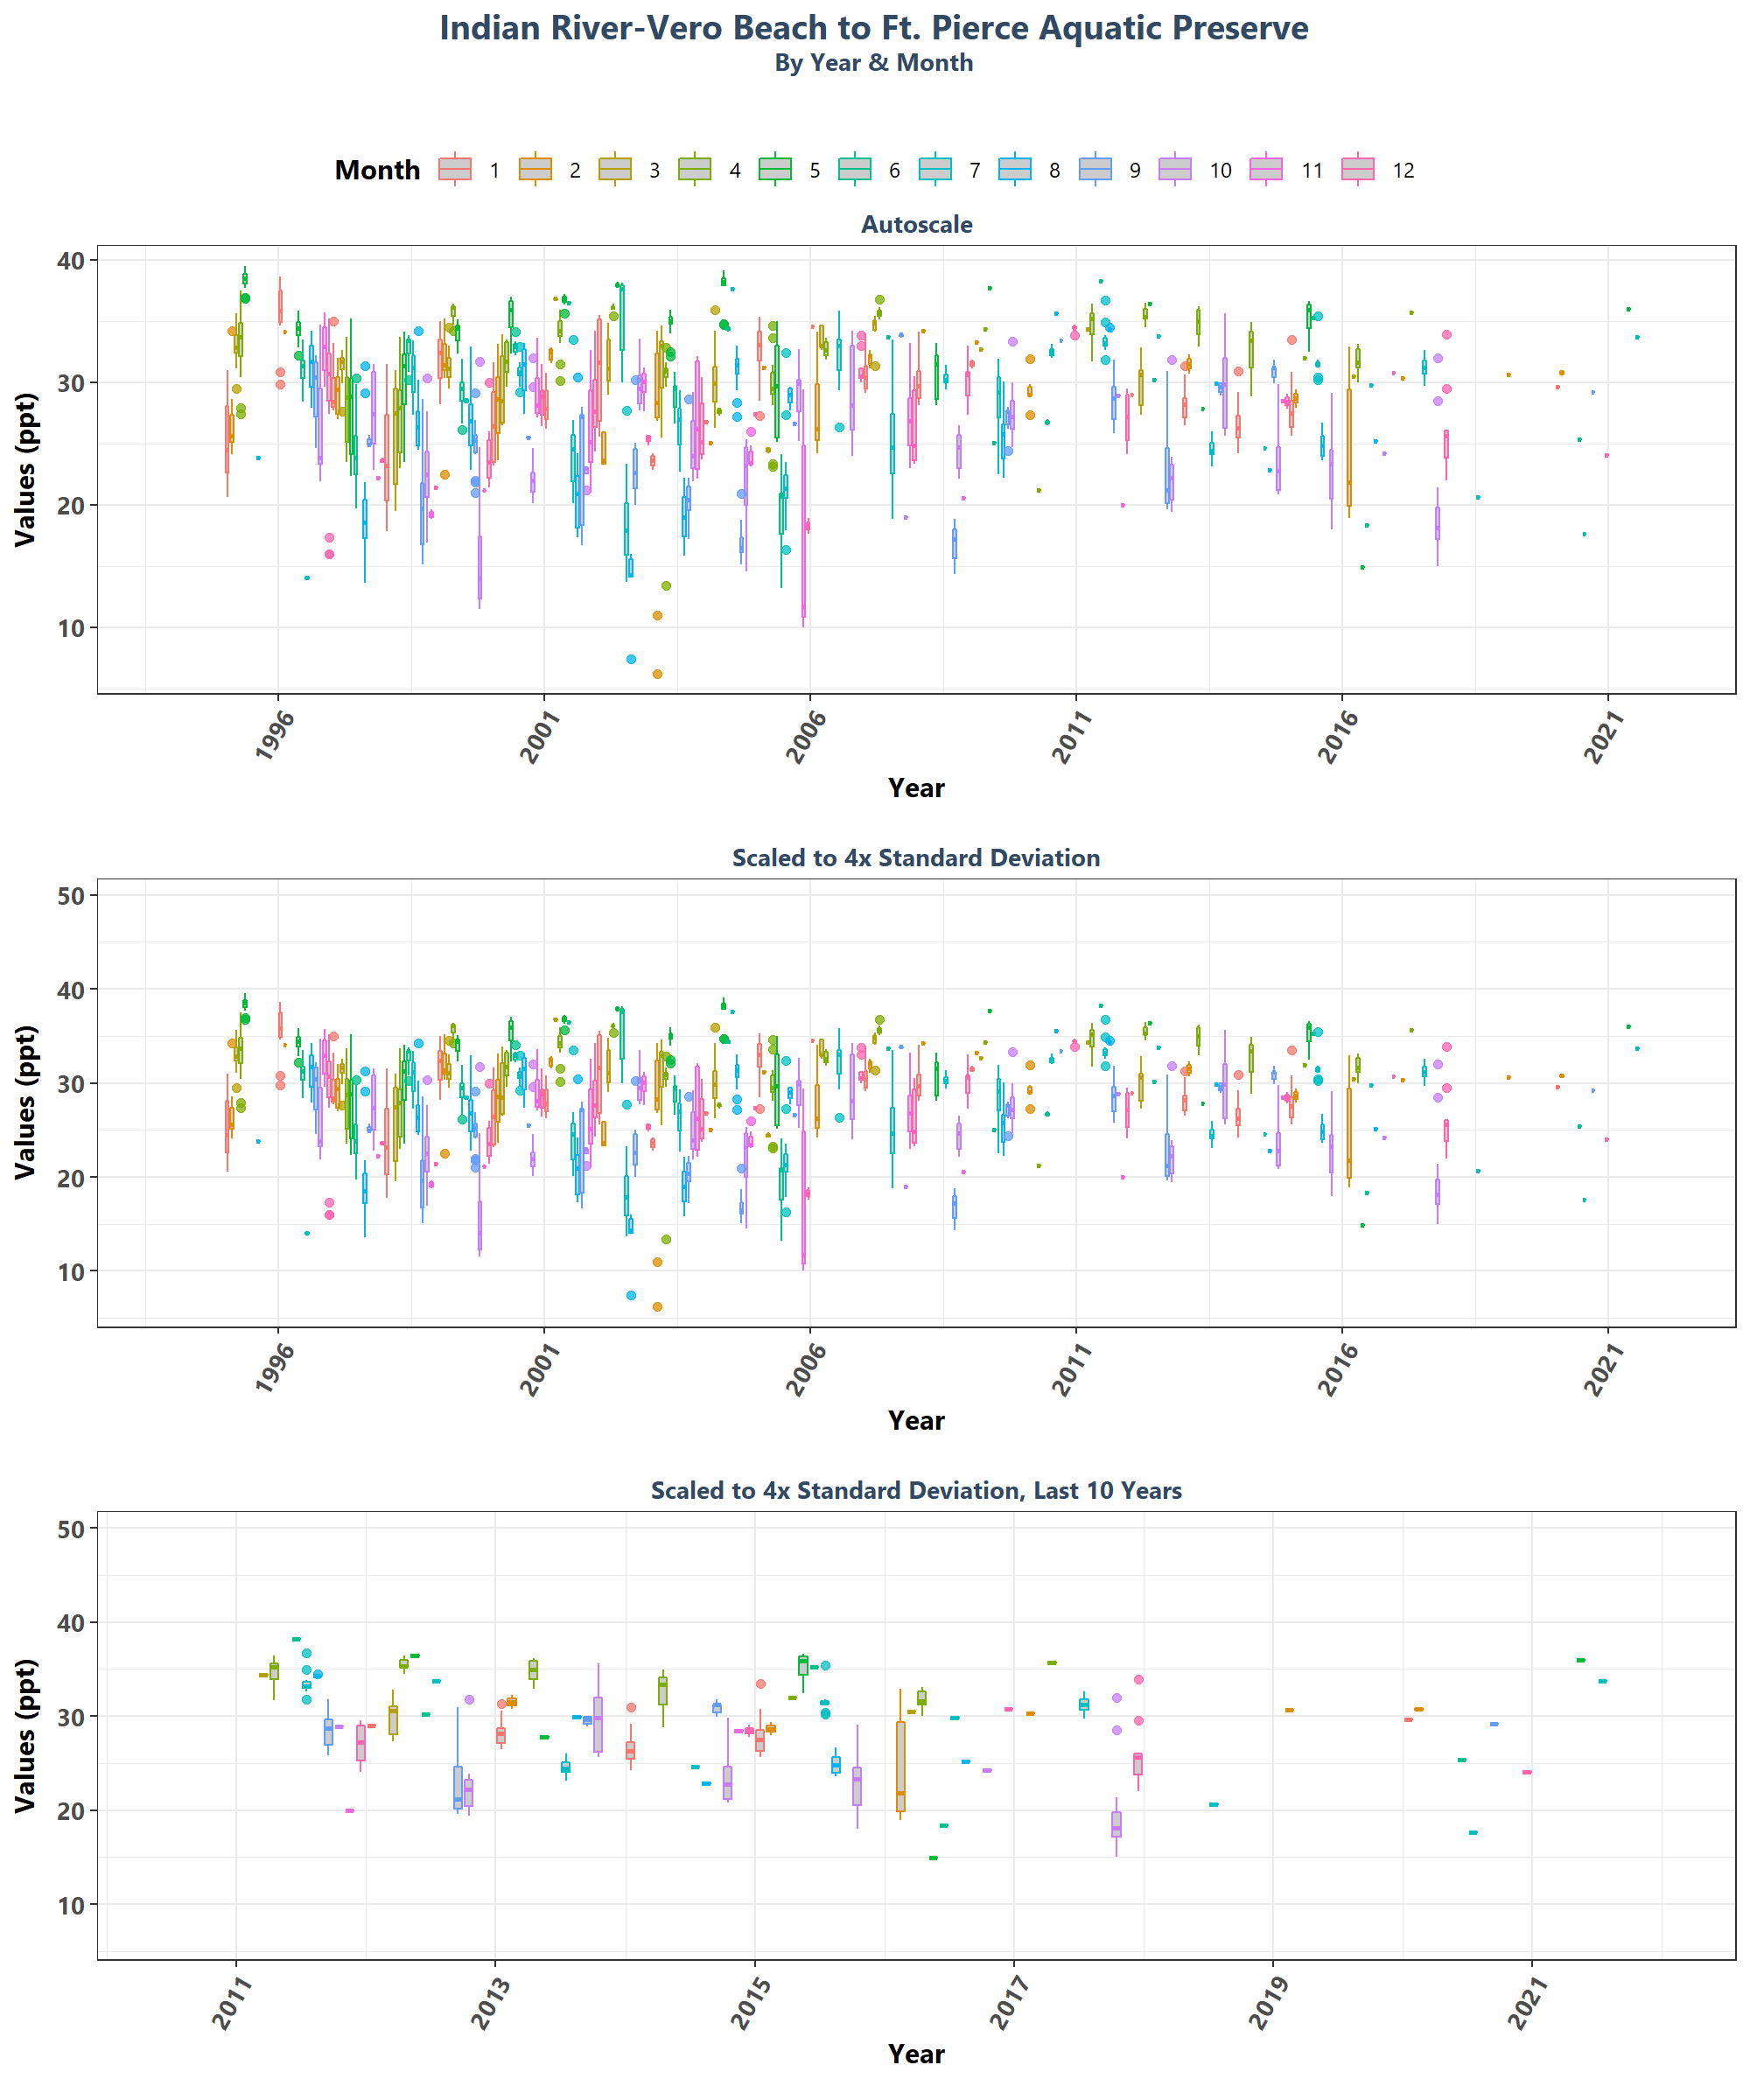 Indian River-Vero Beach to Ft. Pierce Aquatic Preserve
By Year & Month
Month 1 2 3 4 5 6 7 8 9 10 11 12
Autoscale
Values (ppt)
40
30
20
10
1996 2001 2006 2011 2016 2021
Year
Scaled to 4x Standard Deviation
Values (ppt)
50
40
30
20
10
1996 2001 2006 2011 2016 2021
Year
Scaled to 4x Standard Deviation, Last 10 Years
Values (ppt)
50
40
30
20
10
2011 2013 2015 2017 2019 2021
Year